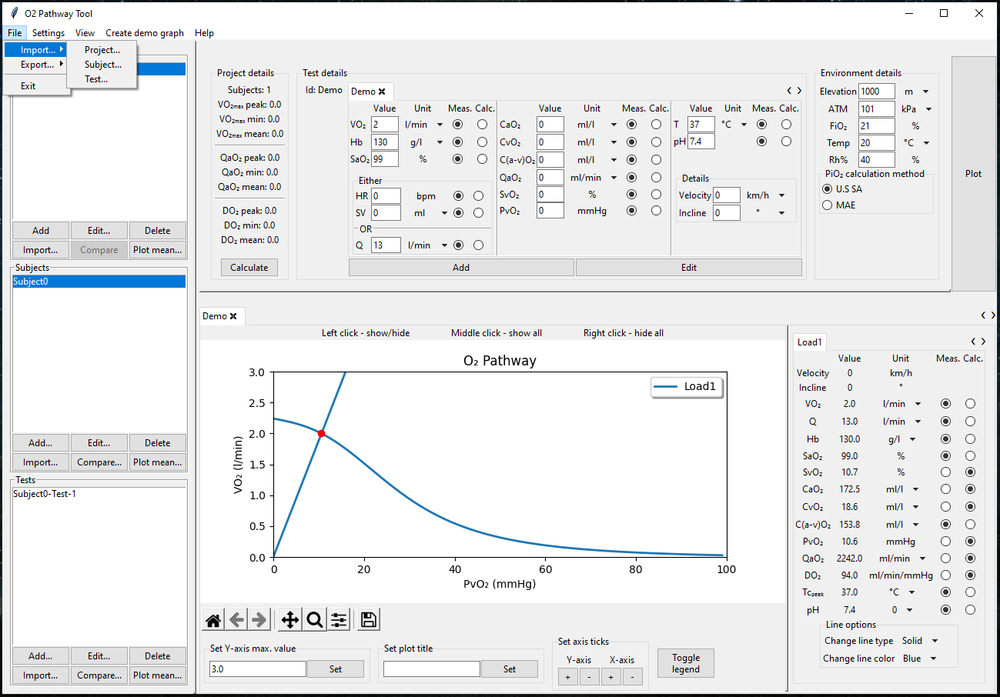 O2 Pathway Tool
File Settings View Create demo graph Help
Import... Project...
Export... Subject...
Test...
Exit
Add Edit... Delete
Import... Compare Plot mean...
Subjects
Subject0
Add... Edit... Delete
Import... Compare... Plot mean...
Tests
Subject0-Test-1
Add... Edit... Delete
Import... Compare... Plot mean...
Project details
Subjects: 1
VO₂ₘₐₓ peak: 0.0
VO₂ₘₐₓ min: 0.0
VO₂ₘₐₓ mean: 0.0
QaO₂ peak: 0.0
QaO₂ min: 0.0
QaO₂ mean: 0.0
DO₂ peak: 0.0
DO₂ min: 0.0
DO₂ mean: 0.0
Calculate
Test details
Id: Demo
Demo
Value Unit Meas. Calc.
VO₂ 2 l/min
Hb 130 g/l
SaO₂ 99 %
Either
HR 0 bpm
SV 0 ml
OR
Q 13 l/min
Value Unit Meas. Calc.
CaO₂ 0 ml/l
CvO₂ 0 ml/l
C(a-v)O₂ 0 ml/l
QaO₂ 0 ml/min
SvO₂ 0 %
PvO₂ 0 mmHg
Value Unit Meas. Calc.
T 37 °C
pH 7.4
Details
Velocity 0 km/h
Incline 0 °
Add Edit
Environment details
Elevation 1000 m
ATM 101 kPa
FiO₂ 21 %
Temp 20 °C
Rh% 40 %
PiO₂ calculation method
U.S SA
MAE
Plot
Demo
Left click - show/hide Middle click - show all Right click - hide all
O₂ Pathway
Load1
VO₂ (l/min)
3.0
2.5
2.0
1.5
1.0
0.5
0.0
0 20 40 60 80 100
PvO₂ (mmHg)
Set Y-axis max. value
3.0 Set
Set plot title
Set
Set axis ticks
Y-axis X-axis
+ - + -
Toggle
legend
Load1
Value Unit Meas. Calc.
Velocity 0 km/h
Incline 0 °
VO₂ 2.0 l/min
Q 13.0 l/min
Hb 130.0 g/l
SaO₂ 99.0 %
SvO₂ 10.7 %
CaO₂ 172.5 ml/l
CvO₂ 18.6 ml/l
C(a-v)O₂ 153.8 ml/l
PvO₂ 10.6 mmHg
QaO₂ 2242.0 ml/min
DO₂ 94.0 ml/min/mmHg
Tcₚₑₐₖ 37.0 °C
pH 7.4 0
Line options
Change line type Solid
Change line color Blue